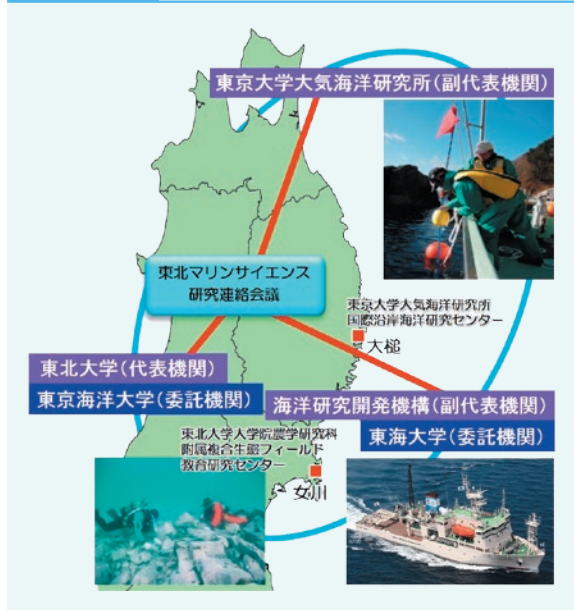 東京大学大気海洋研究所(副代表機関)
東北マリンサイエンス
研究連絡会議
東京大学大気海洋研究所
国際沿岸海洋研究センター
大槌
東北大学(代表機関)
東京海洋大学(委託機関)
海洋研究開発機構(副代表機関)
東海大学(委託機関)
東北大学大学院農学研究科
附属複合生態フィールド
教育研究センター
女川